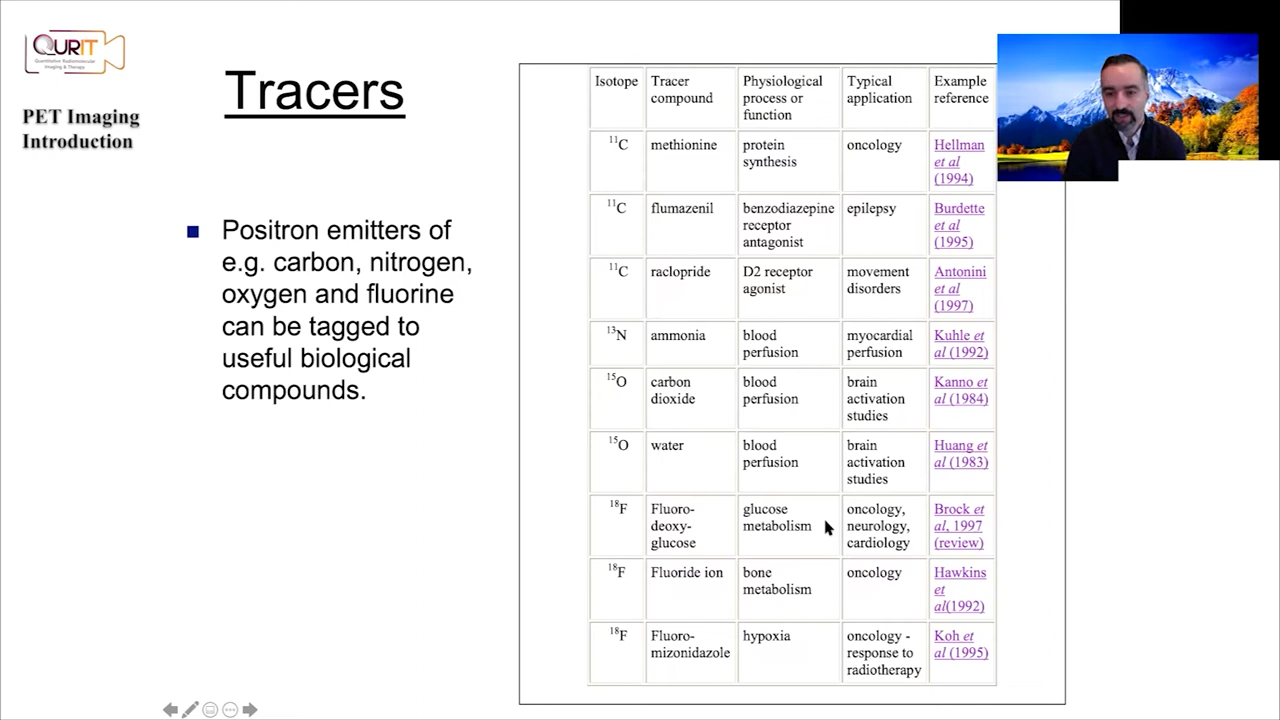 QURIT
Quantitative Radiomolecular
Imaging & Therapy
PET Imaging
Introduction
Tracers
Positron emitters of
e.g. carbon, nitrogen,
oxygen and fluorine
can be tagged to
useful biological
compounds.
Isotope
Tracer
compound
Physiological
process or
function
Typical
application
Example
reference
11C
methionine
protein
synthesis
oncology
Hellman
et al
(1994)
11C
flumazenil
benzodiazepine
receptor
antagonist
epilepsy
Burdette
et al
(1995)
11C
raclopride
D2 receptor
agonist
movement
disorders
Antonini
et al
(1997)
13N
ammonia
blood
perfusion
myocardial
perfusion
Kuhle et
al (1992)
15O
carbon
dioxide
blood
perfusion
brain
activation
studies
Kanno et
al (1984)
15O
water
blood
perfusion
brain
activation
studies
Huang et
al (1983)
18F
Fluoro-
deoxy-
glucose
glucose
metabolism
oncology,
neurology,
cardiology
Brock et
al, 1997
(review)
18F
Fluoride ion
bone
metabolism
oncology
Hawkins
et
al(1992)
18F
Fluoro-
mizonidazole
hypoxia
oncology -
response to
radiotherapy
Koh et
al (1995)